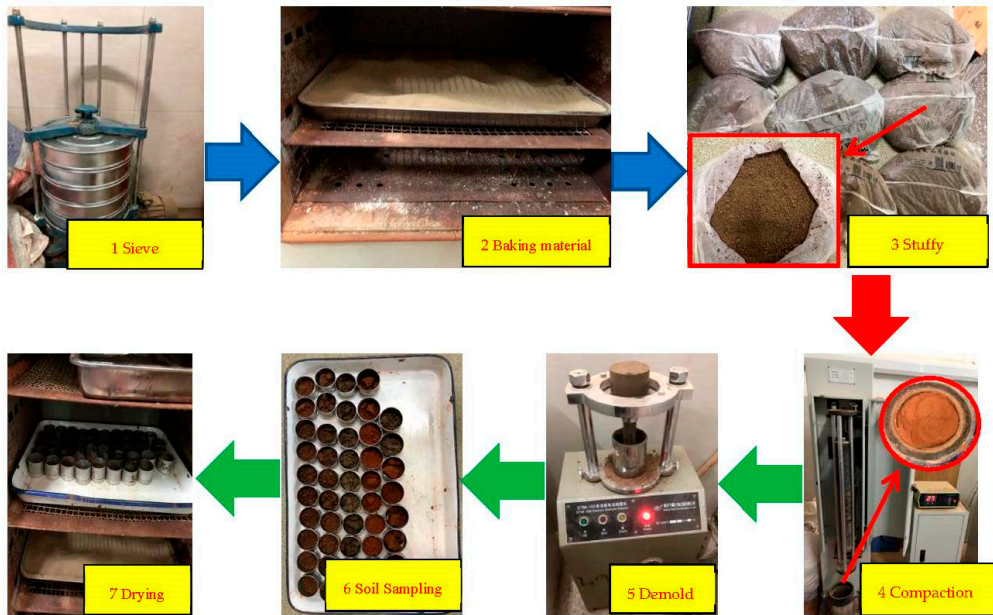 1 Sieve
2 Baking material
3 Stuffy
4 Compaction
5 Demold
6 Soil Sampling
7 Drying